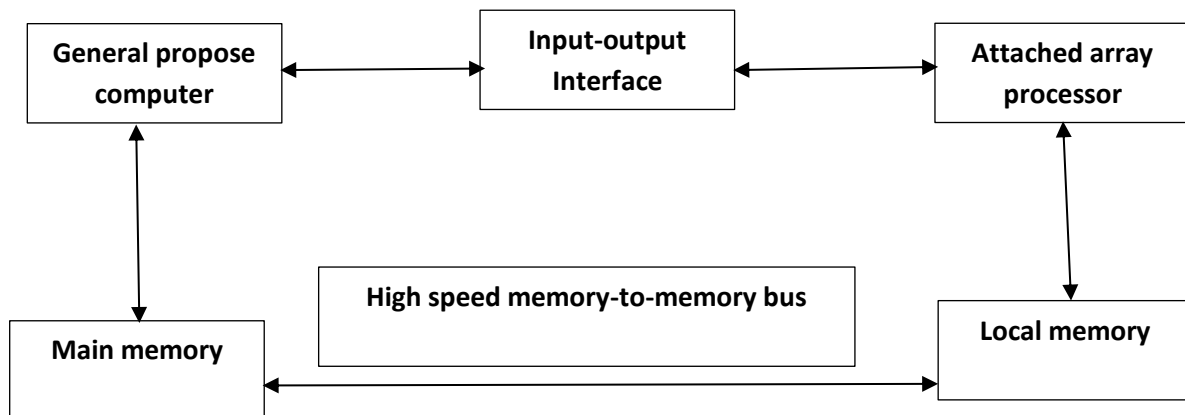 General propose
computer
Input-output
Interface
Attached array
processor
High speed memory-to-memory bus
Main memory
Local memory